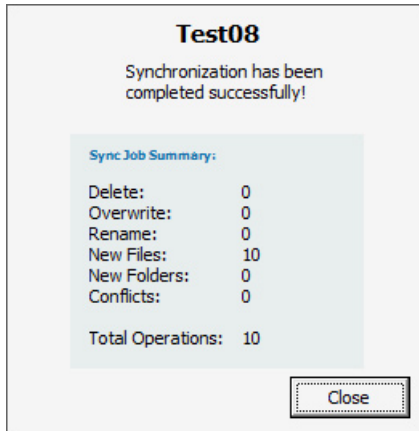 Test08
Synchronization has been
completed successfully!
Sync Job Summary:
Delete: 0
Overwrite: 0
Rename: 0
New Files: 10
New Folders: 0
Conflicts: 0
Total Operations: 10
Close